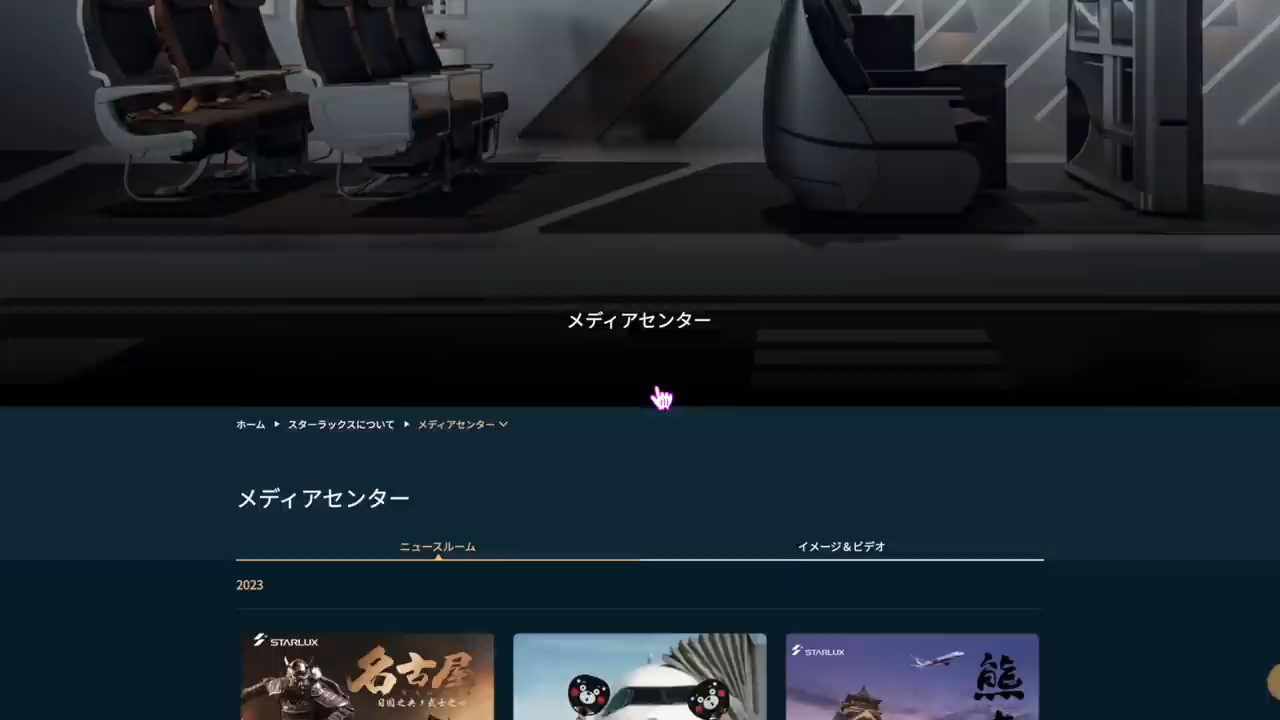 メディアセンター
ホーム
スターラックスについて
メディアセンター
メディアセンター
ニュースルーム
イメージ＆ビデオ
2023
STARLUX
名古屋
STARLUX
熊